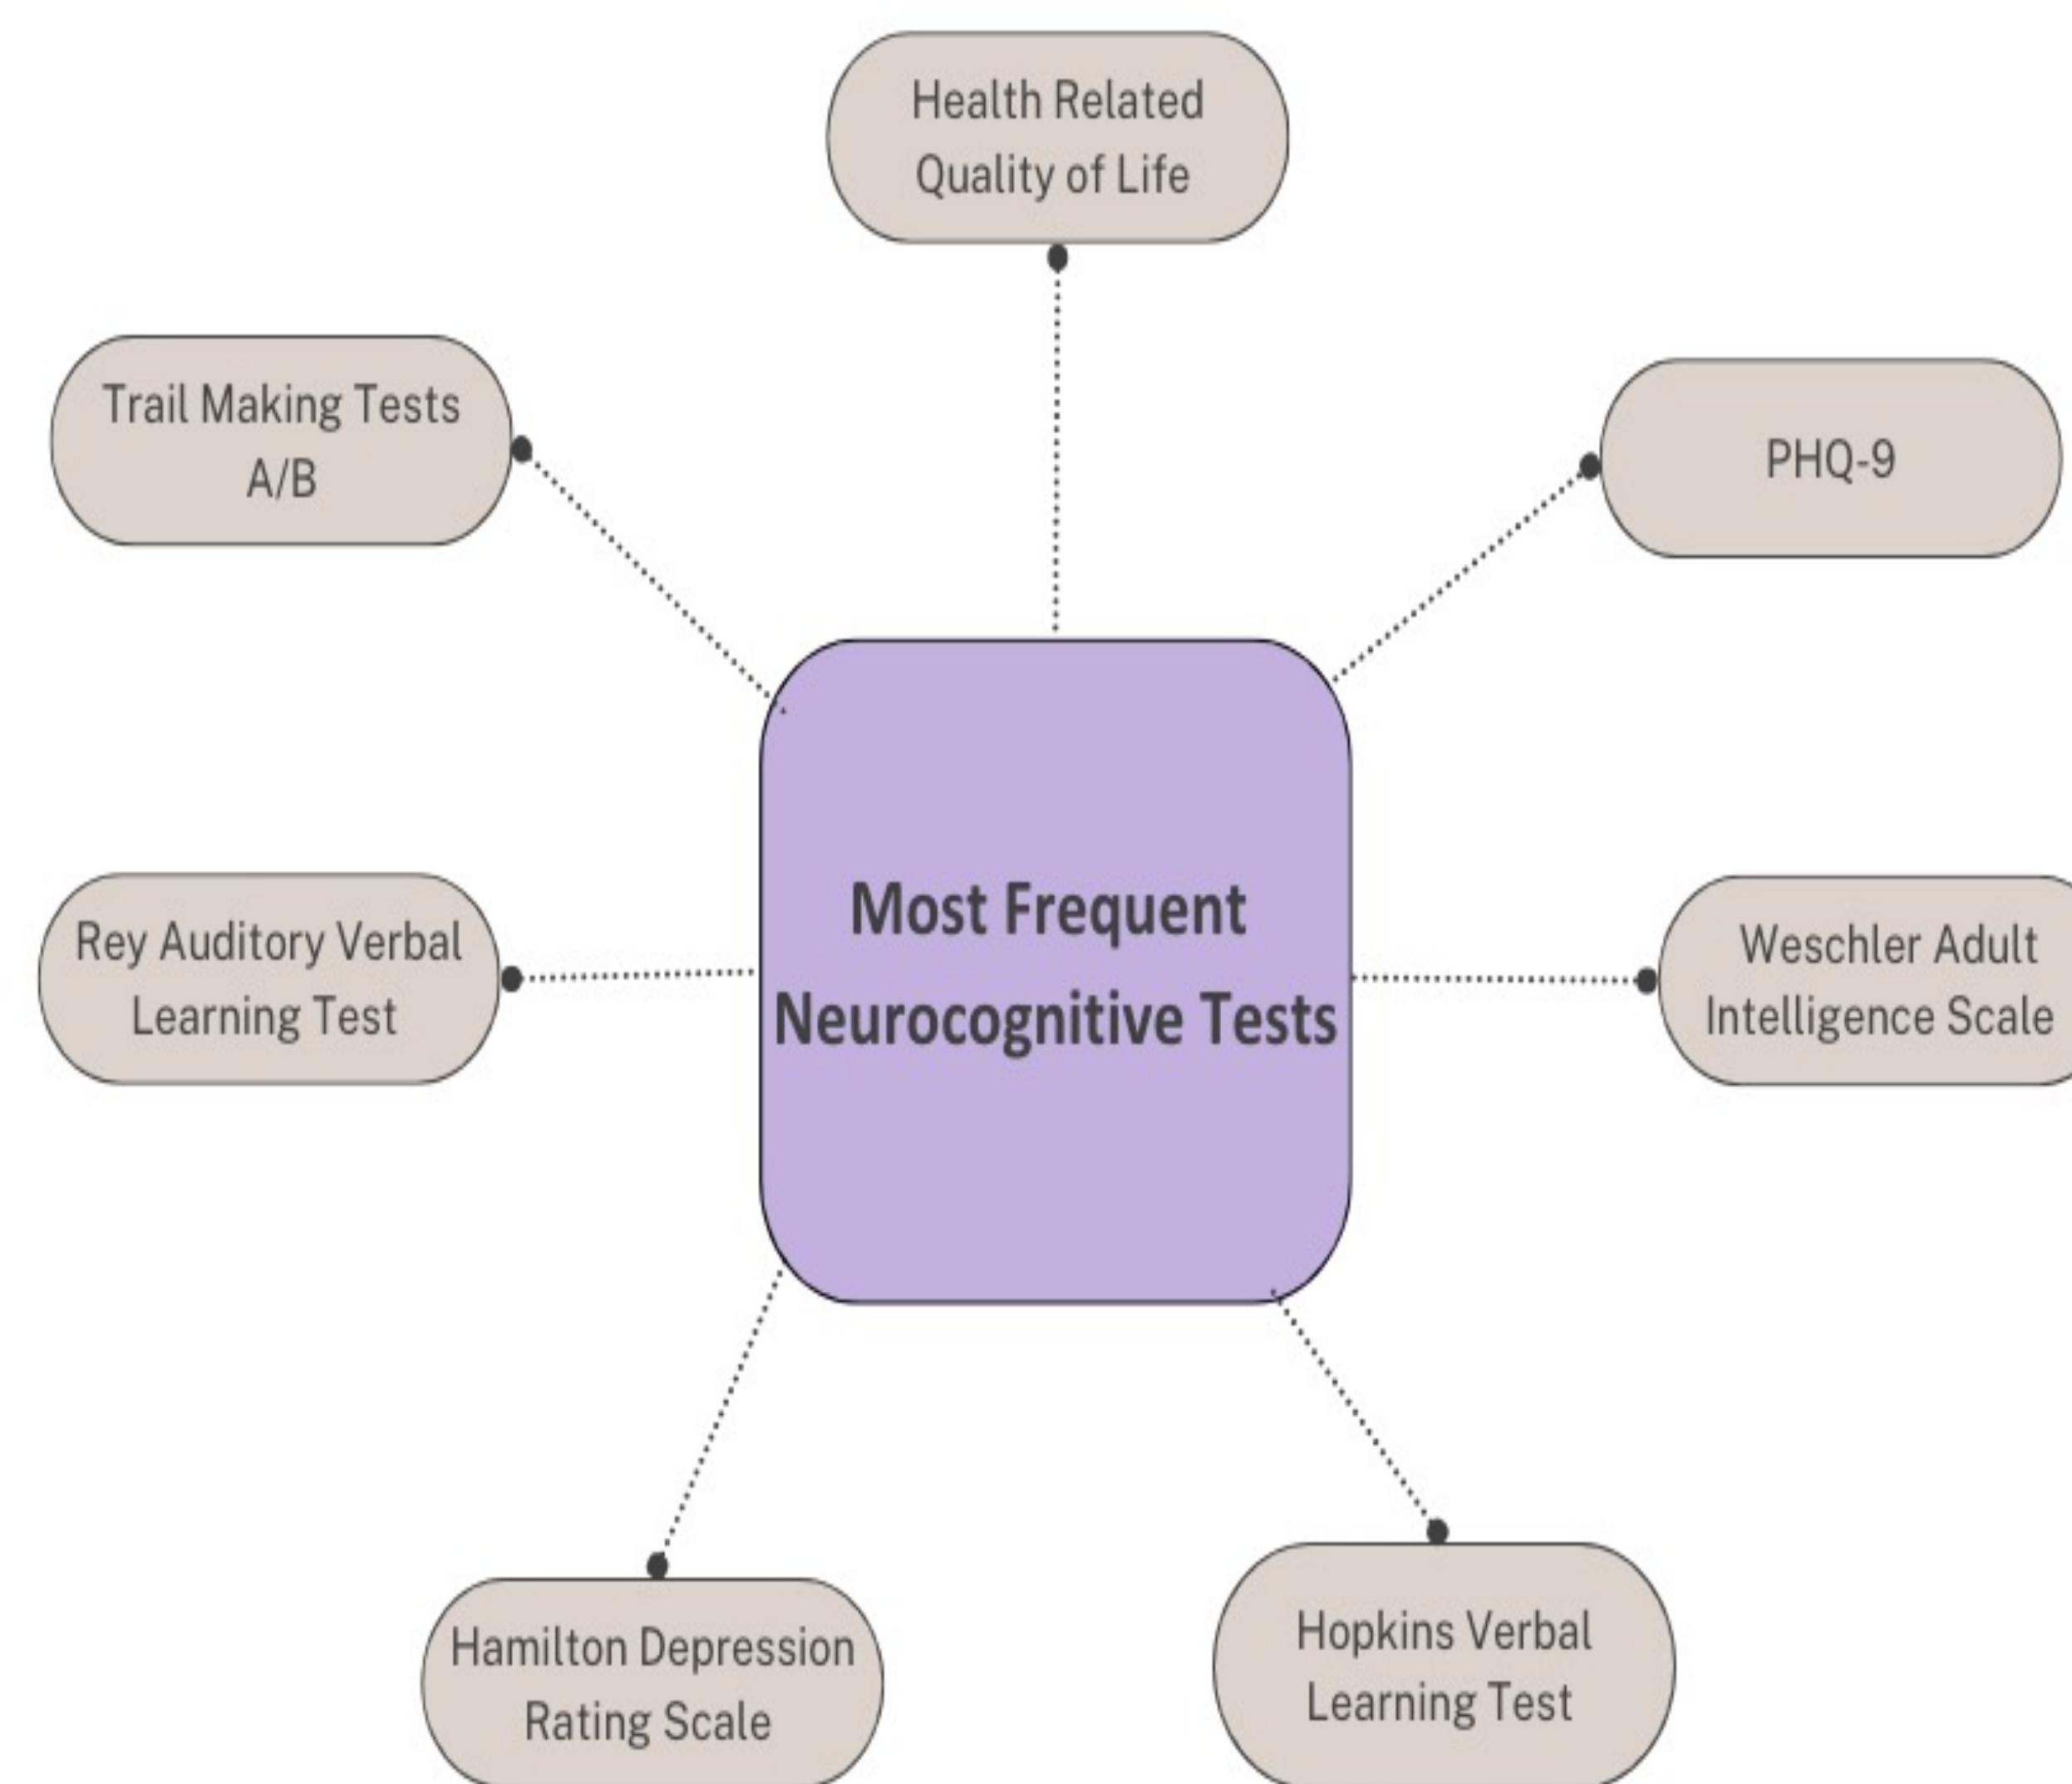 Health Related
Quality of Life
Trail Making Tests
A/B
PHQ-9
Most Frequent
Neurocognitive Tests
Rey Auditory Verbal
Learning Test
Weschler Adult
Intelligence Scale
Hamilton Depression
Rating Scale
Hopkins Verbal
Learning Test